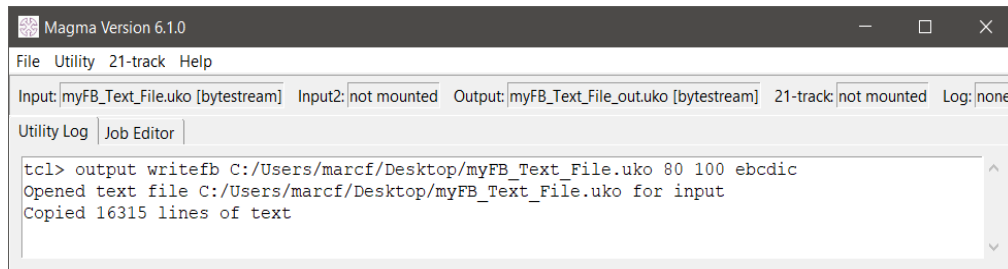 Magma Version 6.1.0
File Utility 21-track Help
Input: myFB_Text_File.uko [bytestream] Input2: not mounted Output: myFB_Text_File_out.uko [bytestream] 21-track: not mounted Log: none
Utility Log Job Editor
tcl> output writefb C:/Users/marcf/Desktop/myFB_Text_File.uko 80 100 ebcdic
Opened text file C:/Users/marcf/Desktop/myFB_Text_File.uko for input
Copied 16315 lines of text